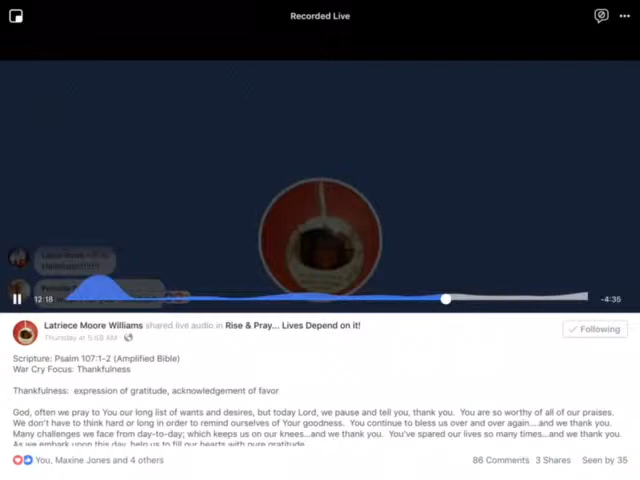 Recorded Live
12:18
-4:35
Latriece Moore Williams shared live audio in Rise & Pray... Lives Depend on it!
Following
Thursday at 5:59 AM
Scripture: Psalm 107:1-2 (Amplified Bible)
War Cry Focus: Thankfulness
Thankfulness: expression of gratitude, acknowledgement of favor
God, often we pray to You our long list of wants and desires, but today Lord, we pause and tell you, thank you. You are so worthy of all of our praises.
We don't have to think hard or long in order to remind ourselves of Your goodness. You continue to bless us over and over again....and we thank you.
Many challenges we face from day-to-day; which keeps us on our knees...and we thank you. You've spared our lives so many times...and we thank you.
As we embark upon this day, help us to fill our hearts with pure gratitude
You, Maxine Jones and 4 others
86 Comments 3 Shares Seen by 35